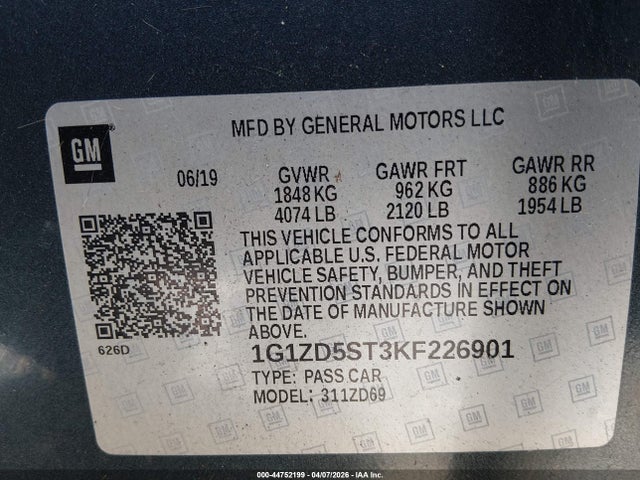 GM
MFD BY GENERAL MOTORS LLC
06/19
GVWR
1848 KG
4074 LB
GAWR FRT
962 KG
2120 LB
GAWR RR
886 KG
1954 LB
THIS VEHICLE CONFORMS TO ALL
APPLICABLE U.S. FEDERAL MOTOR
VEHICLE SAFETY, BUMPER, AND THEFT
PREVENTION STANDARDS IN EFFECT ON
THE DATE OF MANUFACTURE SHOWN
ABOVE.
626D
1G1ZD5ST3KF226901
TYPE: PASS CAR
MODEL: 311ZD69
000-44752199 - 04/07/2026 - IAA Inc.